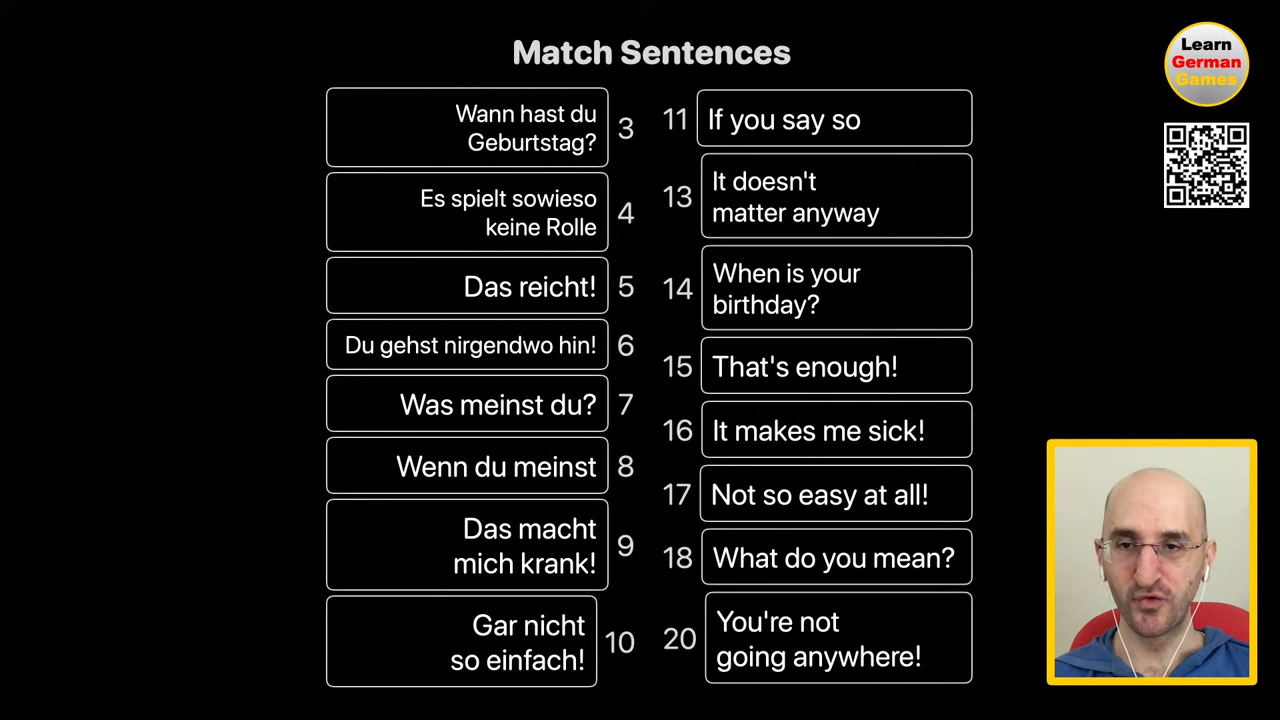 Match Sentences
Learn
German
Games
Wann hast du
Geburtstag?
3
Es spielt sowieso
keine Rolle
4
Das reicht!
5
Du gehst nirgendwo hin!
6
Was meinst du?
7
Wenn du meinst
8
Das macht
mich krank!
9
Gar nicht
so einfach!
10
11
If you say so
13
It doesn't
matter anyway
14
When is your
birthday?
15
That's enough!
16
It makes me sick!
17
Not so easy at all!
18
What do you mean?
20
You're not
going anywhere!